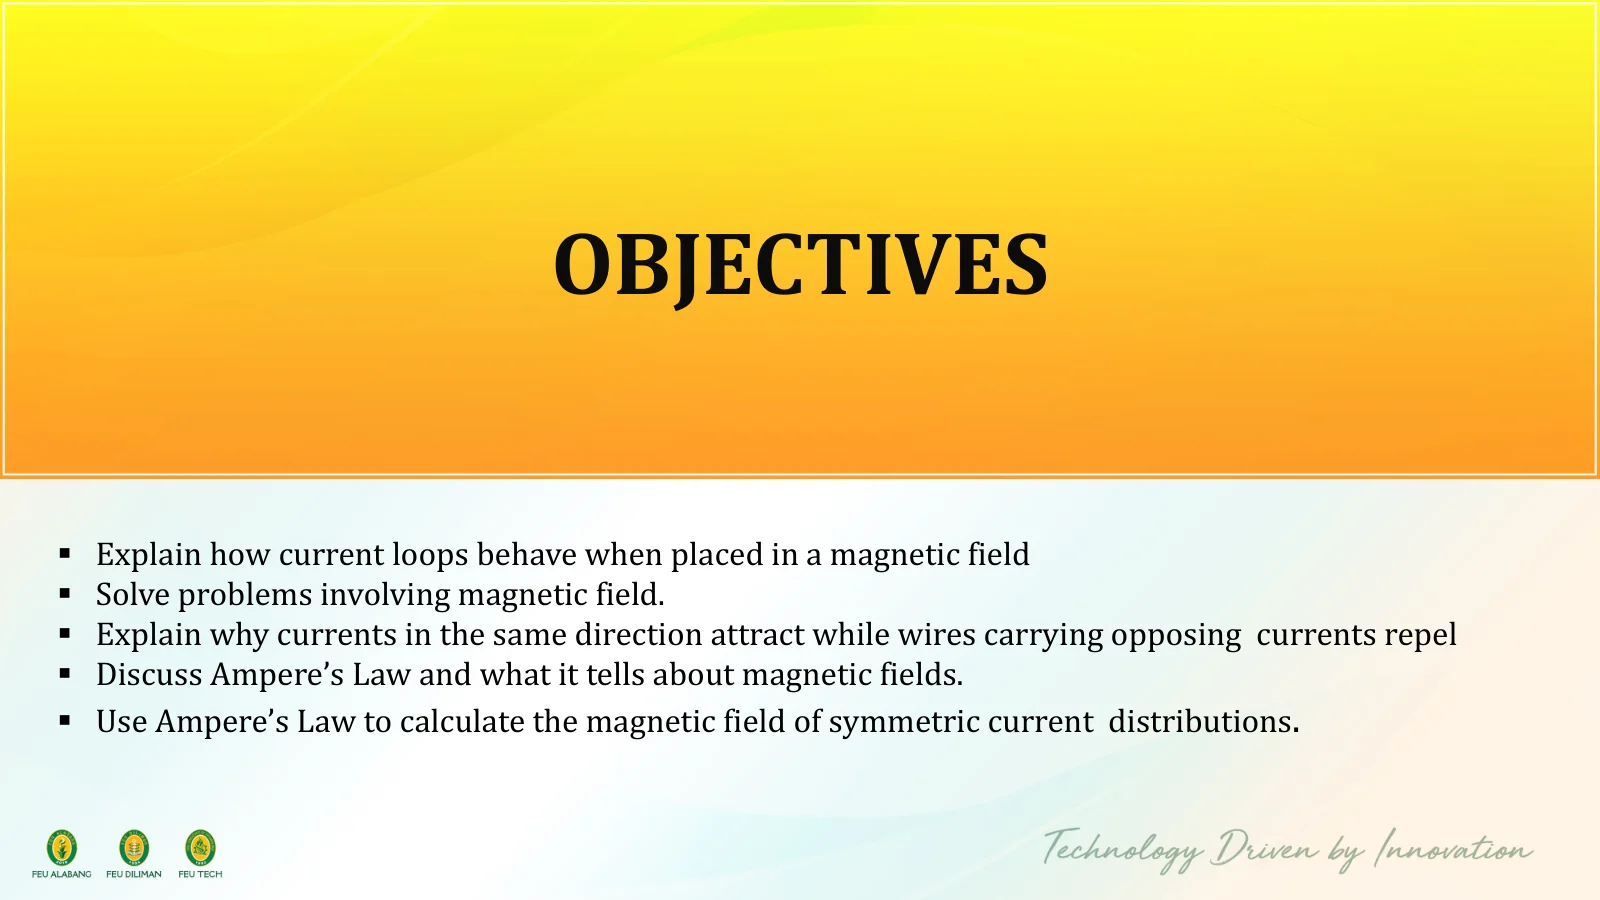 OBJECTIVES
▪ Explain how current loops behave when placed in a magnetic field
▪ Solve problems involving magnetic field.
▪ Explain why currents in the same direction attract while wires carrying opposing  currents repel
▪ Discuss Ampere’s Law and what it tells about magnetic fields.
▪ Use Ampere’s Law to calculate the magnetic field of symmetric current  distributions.
FEU ALABANG FEU DILIMAN FEU TECH
Technology Driven by Innovation